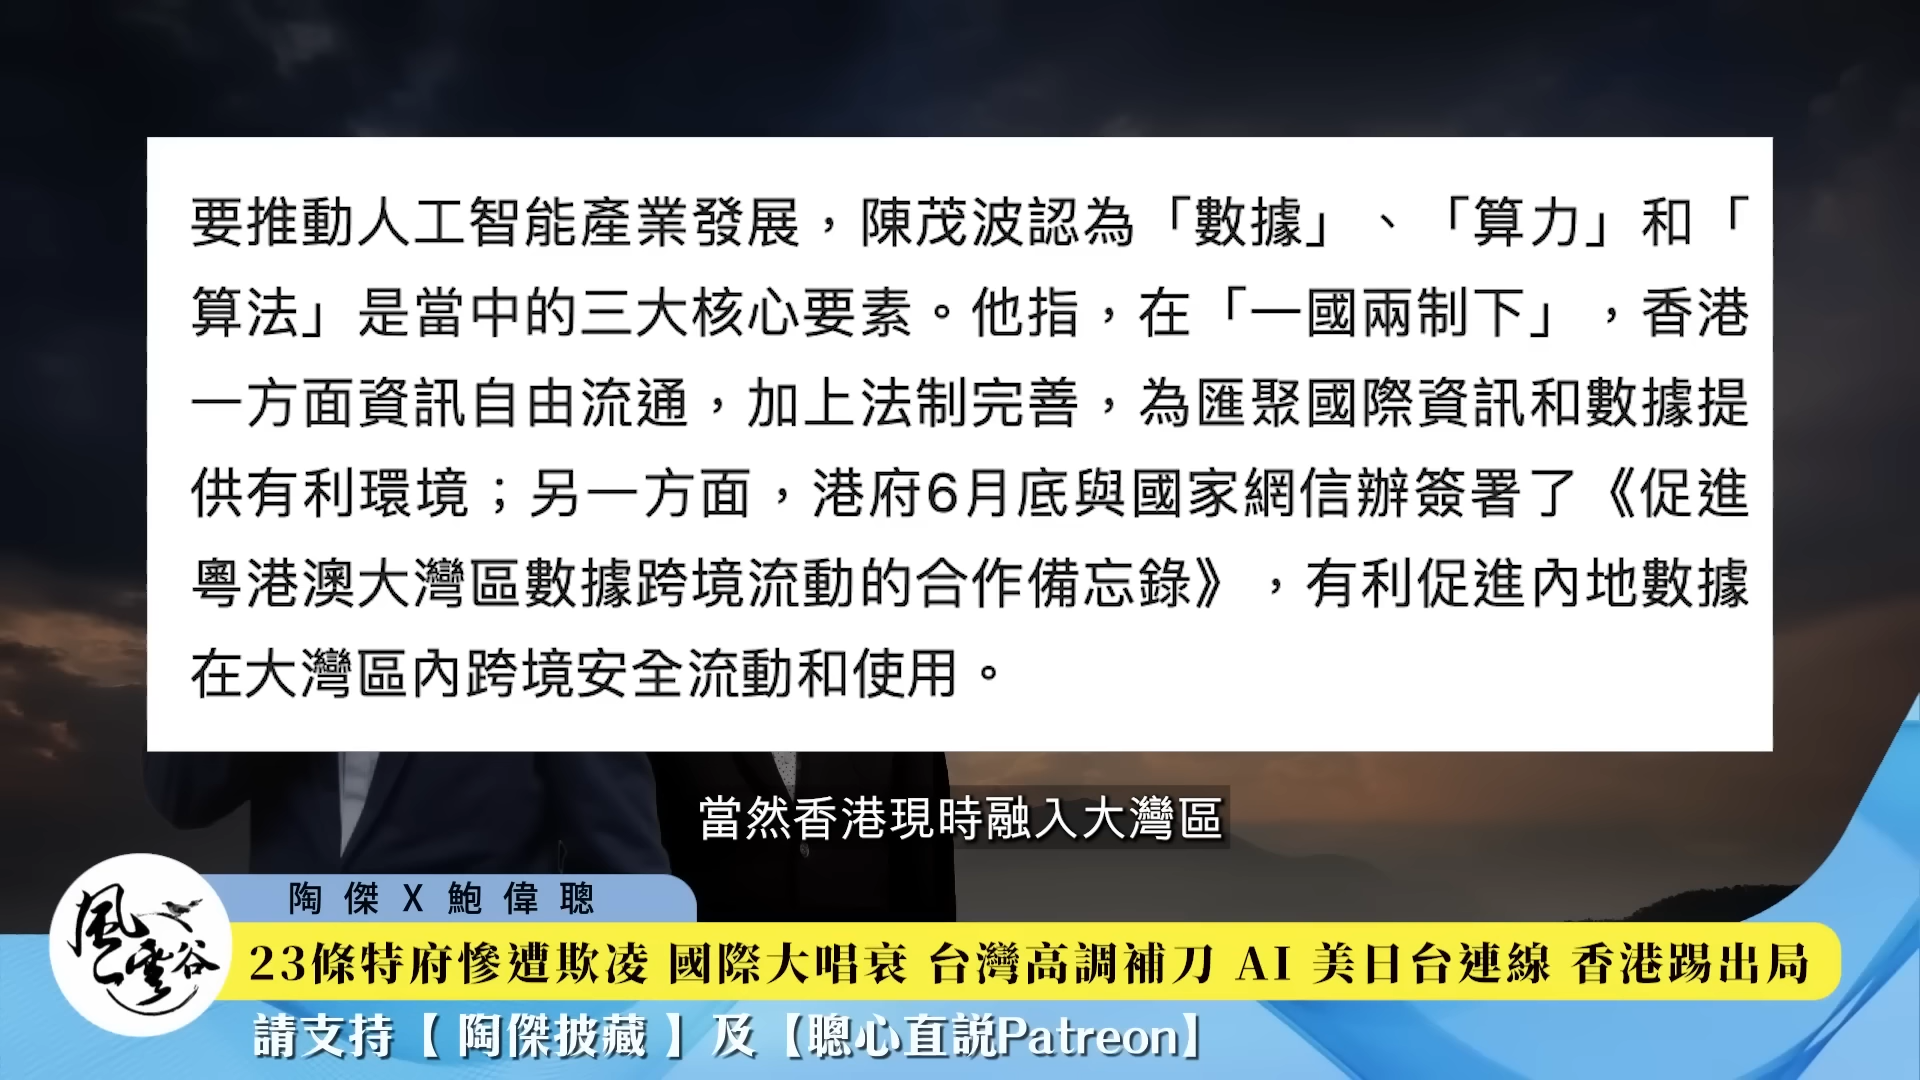 要推動人工智能產業發展，陳茂波認為「數據」、「算力」和「
算法」是當中的三大核心要素。他指，在「一國兩制下」，香港
一方面資訊自由流通，加上法制完善，為匯聚國際資訊和數據提
供有利環境；另一方面，港府6月底與國家網信辦簽署了《促進
粵港澳大灣區數據跨境流動的合作備忘錄》，有利促進內地數據
在大灣區內跨境安全流動和使用。
當然香港現時融入大灣區
陶傑X鮑偉聰
風雲谷
23條特府慘遭欺凌 國際大唱衰 台灣高調補刀 AI 美日台連線 香港踢出局
請支持【 陶傑披藏 】及【聰心直説Patreon】